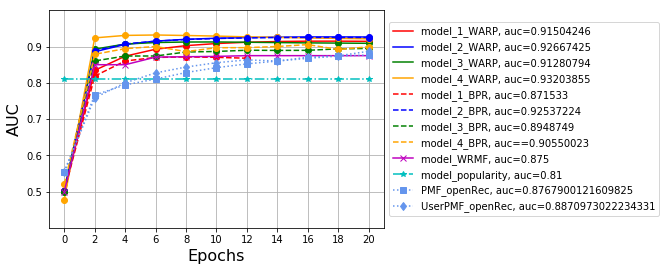 AUC
0.9
0.8
0.7
0.6
0.5
0 2 4 6 8 10 12 14 16 18 20
Epochs
model_1_WARP, auc=0.91504246
model_2_WARP, auc=0.92667425
model_3_WARP, auc=0.91280794
model_4_WARP, auc=0.93203855
model_1_BPR, auc=0.871533
model_2_BPR, auc=0.92537224
model_3_BPR, auc=0.8948749
model_4_BPR, auc==0.90550023
model_WRMF, auc=0.875
model_popularity, auc=0.81
PMF_openRec, auc=0.8767900121609825
UserPMF_openRec, auc=0.8870973022234331